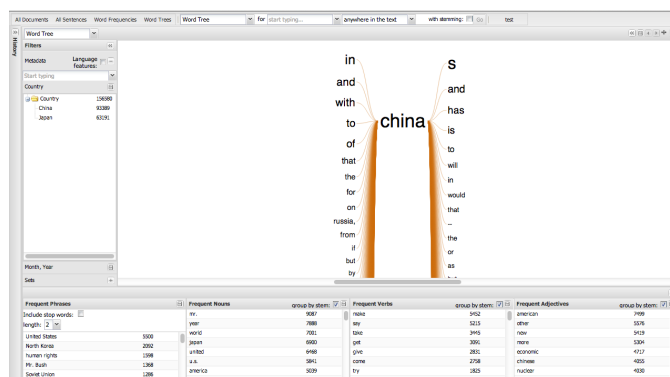 All Documents All Sentences Word Frequencies Word Trees Word Tree for start typing... anywhere in the text with stemming: Go test
History
Word Tree
Filters
Metadata Language features:
Start typing
Country
Country 156580
China 93389
Japan 63191
Month, Year
Sets
in
and
with
to
of
that
the
for
on
russia,
from
if
but
by
china
s
and
has
is
to
will
in
would
that
--
the
or
as
but
Frequent Phrases
Include stop words:
length: 2
United States 5500
North Korea 2092
human rights 1598
Mr. Bush 1368
Soviet Union 1286
Frequent Nouns group by stem:
mr. 9087
year 7888
world 7001
japan 6900
united 6468
u.s. 5841
america 5039
Frequent Verbs group by stem:
make 5452
say 5215
take 3445
get 3091
give 2831
come 2758
try 1825
Frequent Adjectives group by stem:
american 7499
other 5576
new 5419
more 5304
economic 4717
chinese 4055
nuclear 4030